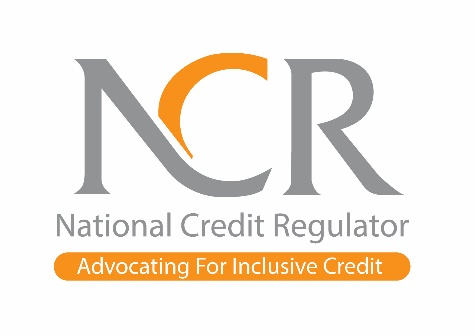 NCR
National Credit Regulator
Advocating For Inclusive Credit